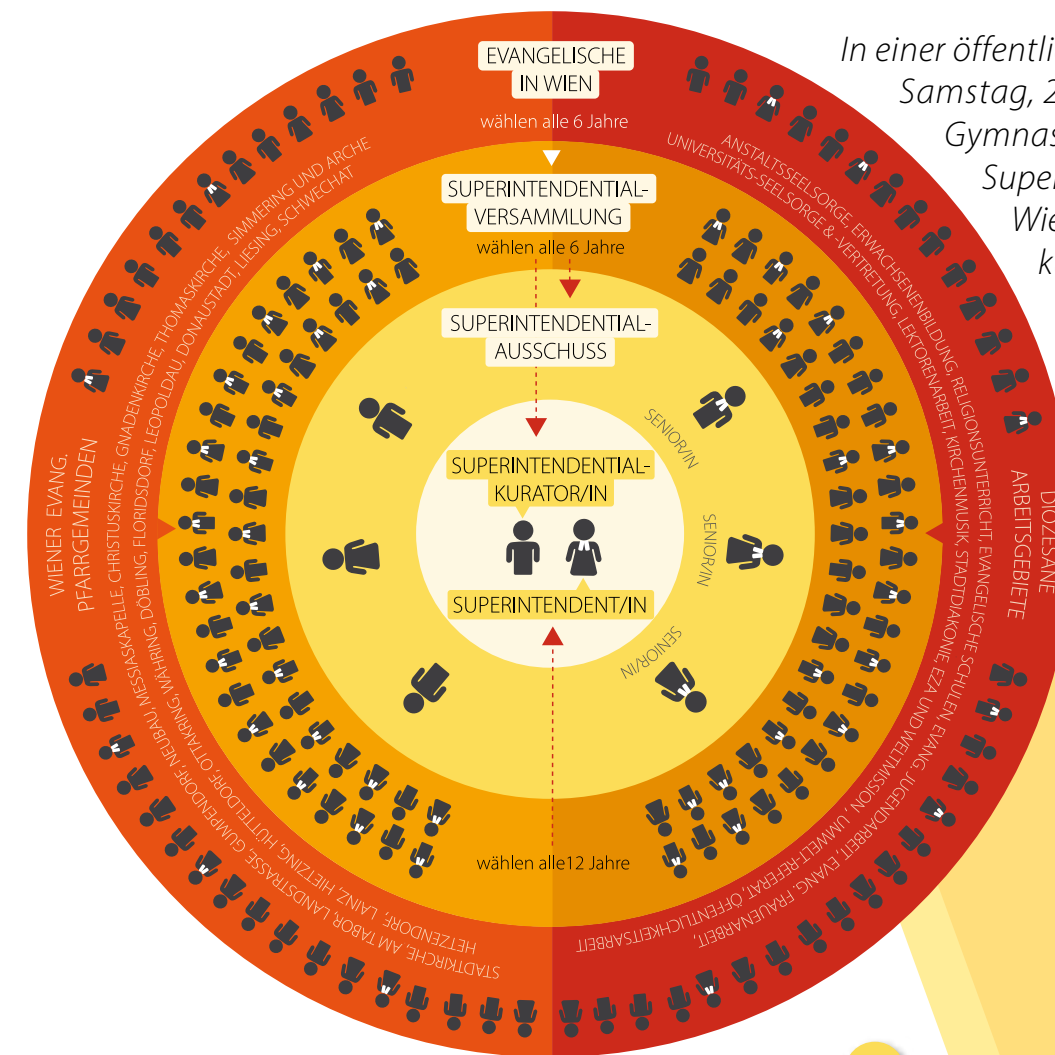 EVANGELISCHE
IN WIEN
wählen alle 6 Jahre
SUPERINTENDENTIAL-
VERSAMMLUNG
wählen alle 6 Jahre
SUPERINTENDENTIAL-
AUSSCHUSS
SUPERINTENDENTIAL-
KURATOR/IN
SUPERINTENDENT/IN
wählen alle12 Jahre
SENIOR/IN
SENIOR/IN
SENIOR/IN
WIENER EVANG.
PFARRGEMEINDEN
STADTKIRCHE, AM TABOR, LANDSTRASSE, GUMPENDORF, NEUBAU, MESSIASKAPELLE, CHRISTUSKIRCHE, GNADENKIRCHE, THOMASKIRCHE, SIMMERING UND ARCHE
HETZENDORF, LAINZ, HIETZING, HÜTTELDORF, OTTAKRING, WÄHRING, DÖBLING, FLORIDSDORF, LEOPOLDAU, DONAUSTADT, LIESING, SCHWECHAT
DIÖZESANE
ARBEITSGEBIETE
ANSTALTSSEELSORGE, ERWACHSENENBILDUNG, RELIGIONSUNTERRICHT, EVANGELISCHE SCHULEN, EVANG. JUGENDARBEIT, EVANG. FRAUENARBEIT,
UNIVERSITÄTS-SEELSORGE & -VERTRETUNG, LEKTORENARBEIT, KIRCHENMUSIK, STADTDIAKONIE, EZA UND WELTMISSION, UMWELT-REFERAT, ÖFFENTLICHKEITSARBEIT
In einer öffentli
Samstag, 2
Gymnas
Super
Wie
k